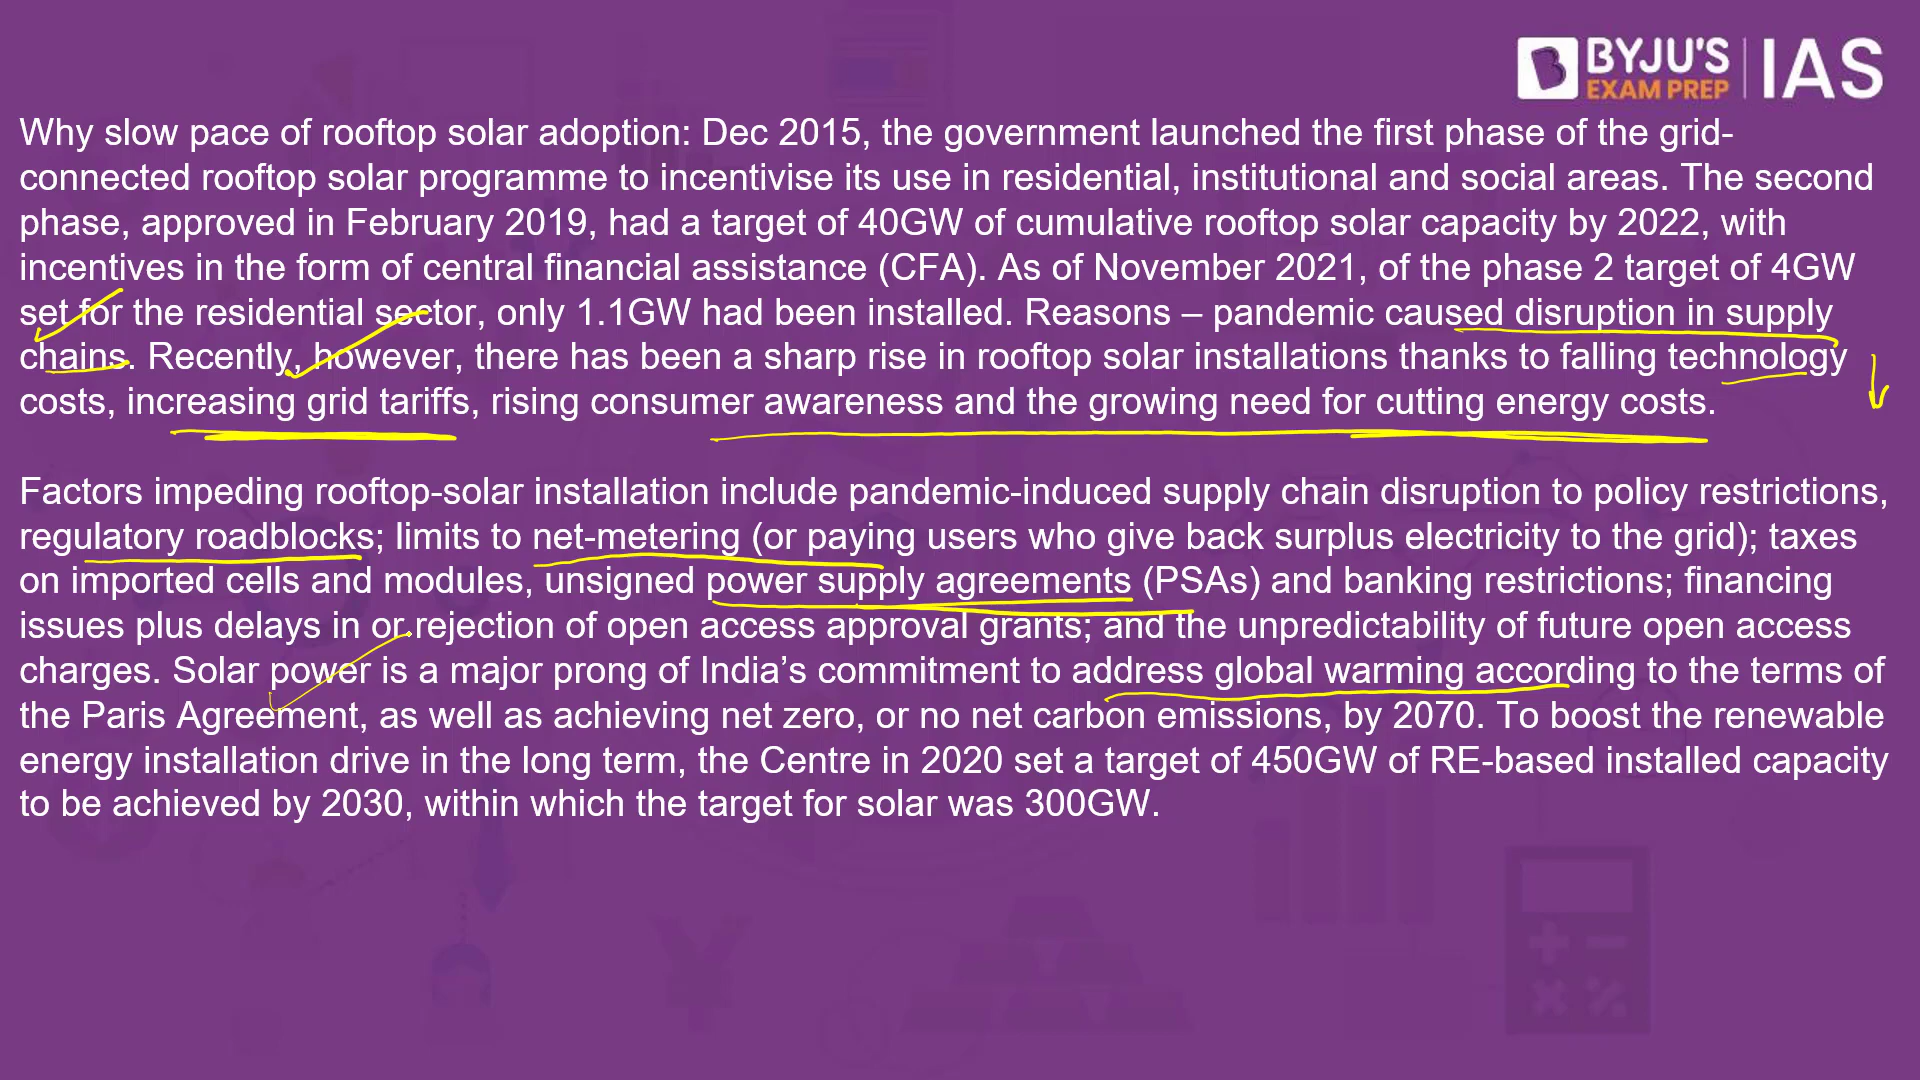 BYJU'S
EXAM PREP
IAS
Why slow pace of rooftop solar adoption: Dec 2015, the government launched the first phase of the grid-
connected rooftop solar programme to incentivise its use in residential, institutional and social areas. The second
phase, approved in February 2019, had a target of 40GW of cumulative rooftop solar capacity by 2022, with
incentives in the form of central financial assistance (CFA). As of November 2021, of the phase 2 target of 4GW
set for the residential sector, only 1.1GW had been installed. Reasons – pandemic caused disruption in supply
chains. Recently, however, there has been a sharp rise in rooftop solar installations thanks to falling technology
costs, increasing grid tariffs, rising consumer awareness and the growing need for cutting energy costs.
Factors impeding rooftop-solar installation include pandemic-induced supply chain disruption to policy restrictions,
regulatory roadblocks; limits to net-metering (or paying users who give back surplus electricity to the grid); taxes
on imported cells and modules, unsigned power supply agreements (PSAs) and banking restrictions; financing
issues plus delays in or rejection of open access approval grants; and the unpredictability of future open access
charges. Solar power is a major prong of India’s commitment to address global warming according to the terms of
the Paris Agreement, as well as achieving net zero, or no net carbon emissions, by 2070. To boost the renewable
energy installation drive in the long term, the Centre in 2020 set a target of 450GW of RE-based installed capacity
to be achieved by 2030, within which the target for solar was 300GW.